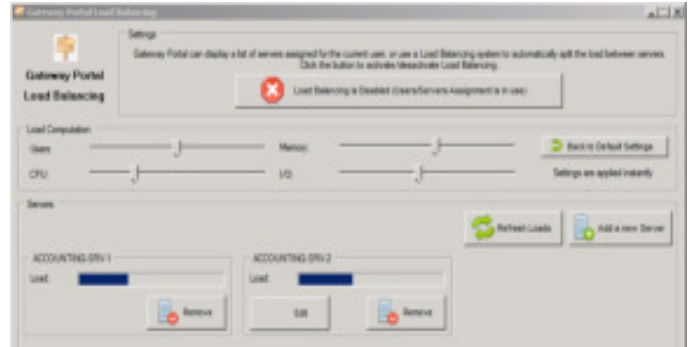 Gateway Portal Load Balancing
Settings
Gateway Portal can display a list of servers assigned for the current user, or use a Load Balancing system to automatically split the load between servers.
Click the button to activate/desactivate Load Balancing.
Gateway Portal
Load Balancing
Load Balancing is Disabled (Users/Servers Assignment is in use)
Load Computation
Users:
Memory:
Back to Default Settings
CPU:
I/O:
Settings are applied instantly
Servers
Refresh Loads
Add a new Server
ACCOUNTING-SRV-1
ACCOUNTING-SRV-2
Load:
Load:
Remove
Remove